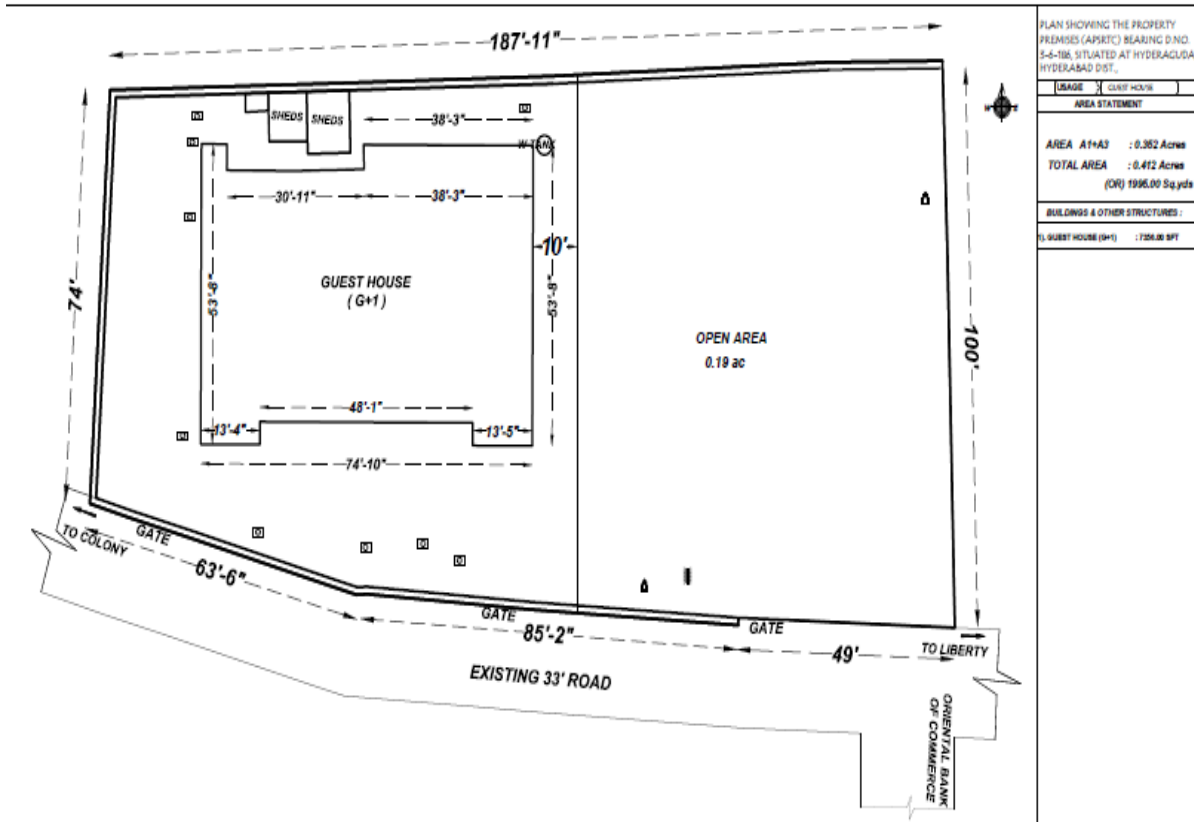 187'-11"
PLAN SHOWING THE PROPERTY
PREMISES (APSRTC) BEARING D.NO.
3-6-186, SITUATED AT HYDERAGUDA
HYDERABAD DIST.,
USAGE
GUEST HOUSE
AREA STATEMENT
AREA A1+A3 : 0.352 Acres
TOTAL AREA : 0.412 Acres
(OR) 1996.00 Sq.yds
BUILDINGS & OTHER STRUCTURES :
1). GUEST HOUSE (G+1) : 7356.00 SFT
SHEDS
SHEDS
38'-3"
W.TANK
30'-11"
38'-3"
10'
74'
53'-8"
GUEST HOUSE
( G+1 )
53'-8"
OPEN AREA
0.19 ac
100'
48'-1"
13'-4"
13'-5"
74'-10"
TO COLONY
GATE
63'-6"
GATE
85'-2"
GATE
49'
TO LIBERTY
EXISTING 33' ROAD
ORIENTAL BANK
OF COMMERCE